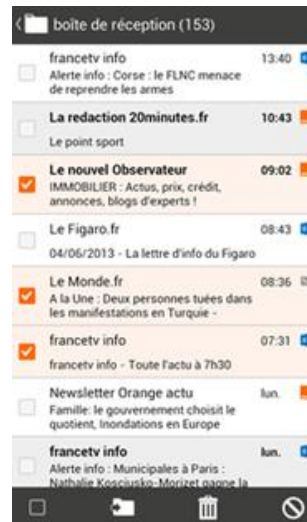 boîte de réception (153)
francetv info 13:40
Alerte info : Corse : le FLNC menace
de reprendre les armes
La redaction 20minutes.fr 10:43
Le point sport
Le nouvel Observateur 09:02
IMMOBILIER : Actus, prix, crédit,
annonces, blogs d'experts !
Le Figaro.fr 08:43
04/06/2013 - La lettre d'info du Figaro
Le Monde.fr 08:36
A la Une : Deux personnes tuées dans
les manifestations en Turquie -
francetv info 07:31
francetv info - Toute l'actu à 7h30
Newsletter Orange actu lun.
Famille: le gouvernement choisit le
quotient, Inondations en Europe
francetv info lun.
Alerte info : Municipales à Paris :
Nathalie Kosciusko-Morizet gagne la